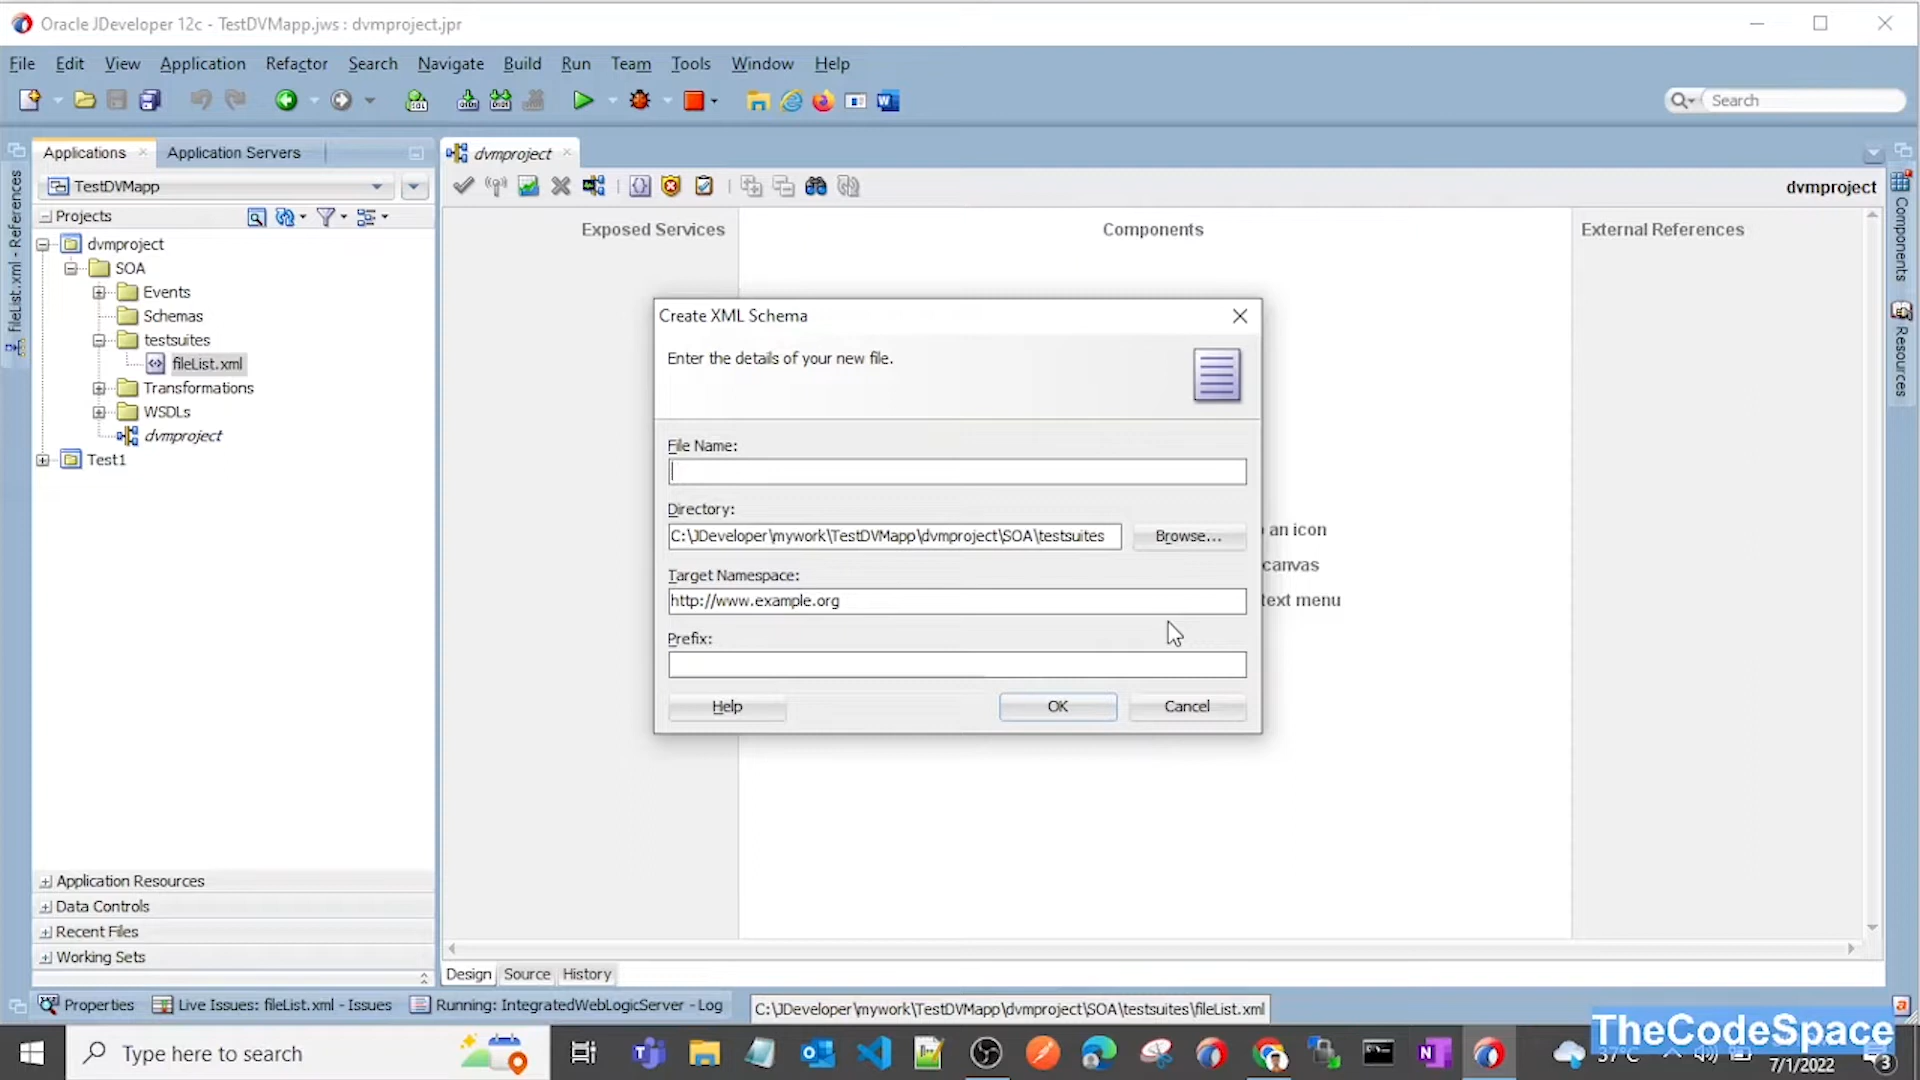 Oracle JDeveloper 12c - TestDVMapp.jws : dvmproject.jpr
File Edit View Application Refactor Search Navigate Build Run Team Tools Window Help
Search
Applications
Application Servers
dvmproject
TestDVMapp
dvmproject
Projects
dvmproject
SOA
Events
Schemas
testsuites
fileList.xml
Transformations
WSDLs
dvmproject
Test1
fileList.xml - References
Exposed Services
Components
External References
Components
Resources
an icon
canvas
text menu
Create XML Schema
Enter the details of your new file.
File Name:
Directory:
C:\JDeveloper\mywork\TestDVMapp\dvmproject\SOA\testsuites
Browse...
Target Namespace:
http://www.example.org
Prefix:
Help
OK
Cancel
Application Resources
Data Controls
Recent Files
Working Sets
Design Source History
Properties
Live Issues: fileList.xml - Issues
Running: IntegratedWebLogicServer - Log
C:\JDeveloper\mywork\TestDVMapp\dvmproject\SOA\testsuites\fileList.xml
TheCodeSpace
Type here to search
37°C
7/1/2022
3